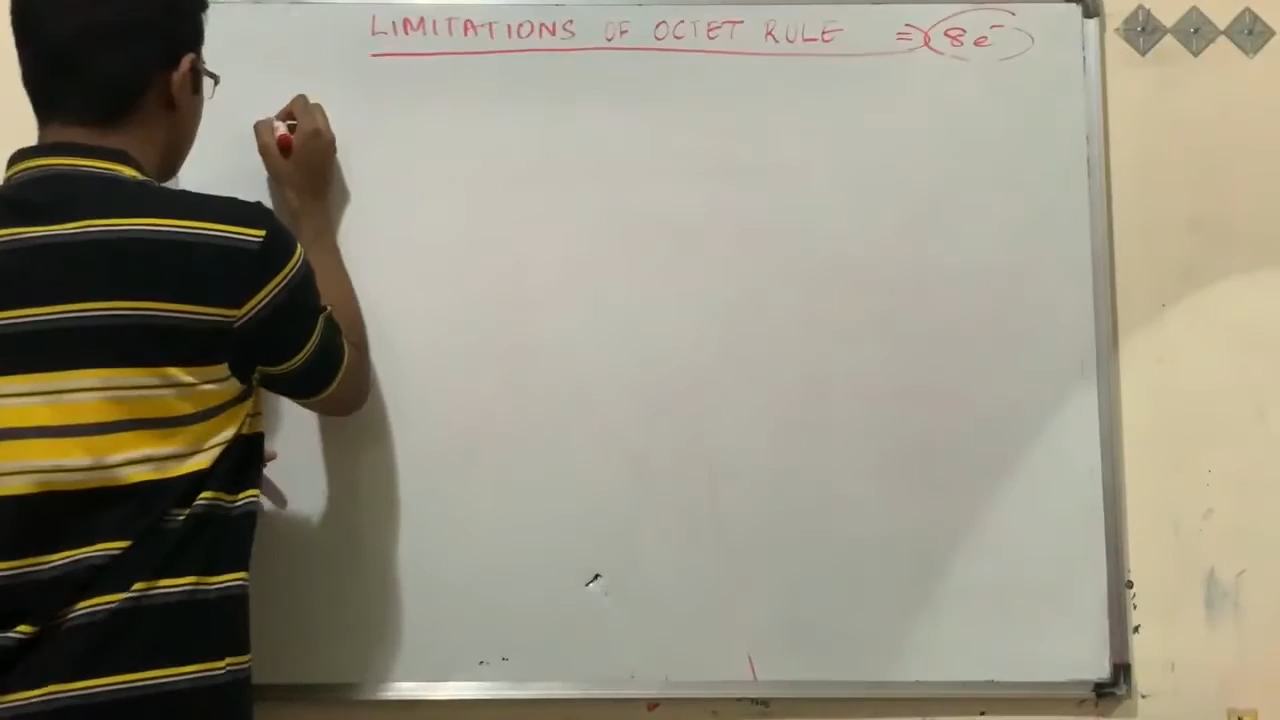 LIMITATIONS OF OCTET RULE ⇒ 8e⁻